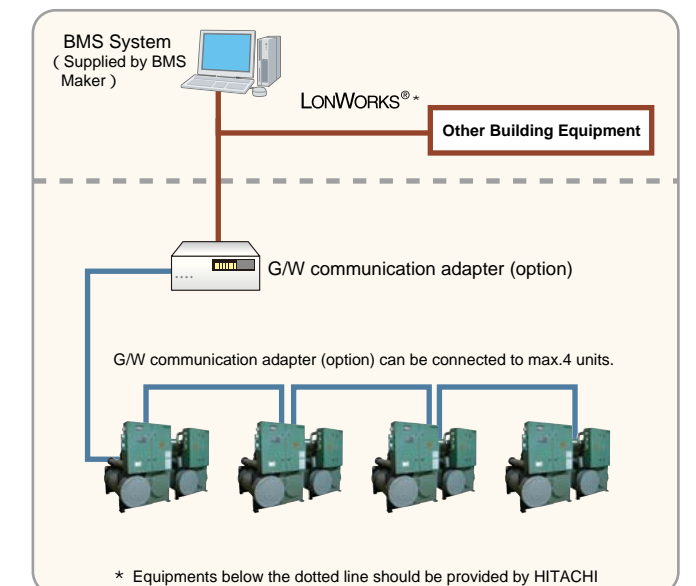 BMS System
( Supplied by BMS
Maker )
LONWORKS®*
Other Building Equipment
G/W communication adapter (option)
G/W communication adapter (option) can be connected to max.4 units.
* Equipments below the dotted line should be provided by HITACHI